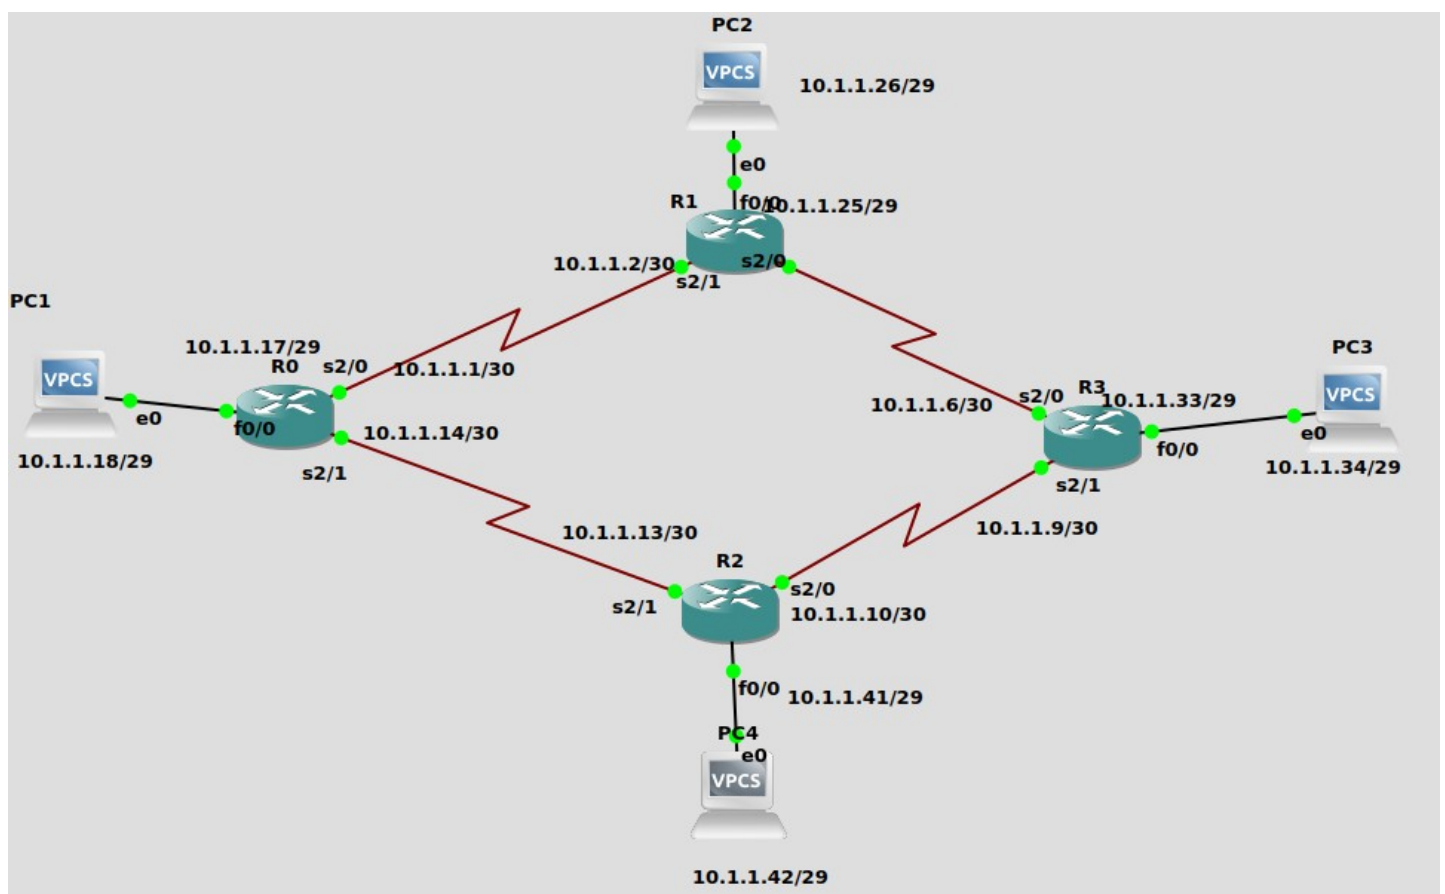 PC2
VPCS
10.1.1.26/29
e0
R1
f0/0
10.1.1.25/29
10.1.1.2/30
s2/0
s2/1
PC1
10.1.1.17/29
R0
s2/0
10.1.1.1/30
VPCS
e0
f0/0
10.1.1.14/30
10.1.1.18/29
s2/1
PC3
R3
s2/0
10.1.1.33/29
10.1.1.6/30
VPCS
e0
f0/0
10.1.1.34/29
s2/1
10.1.1.9/30
10.1.1.13/30
R2
s2/0
s2/1
10.1.1.10/30
f0/0
10.1.1.41/29
PC4
e0
VPCS
10.1.1.42/29